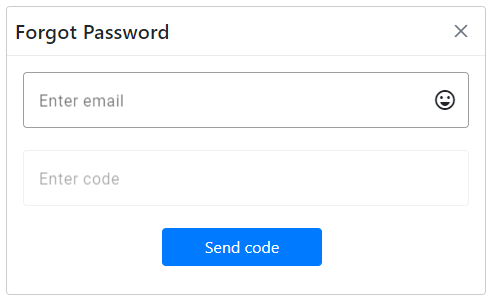 Forgot Password
Enter email
Enter code
Send code